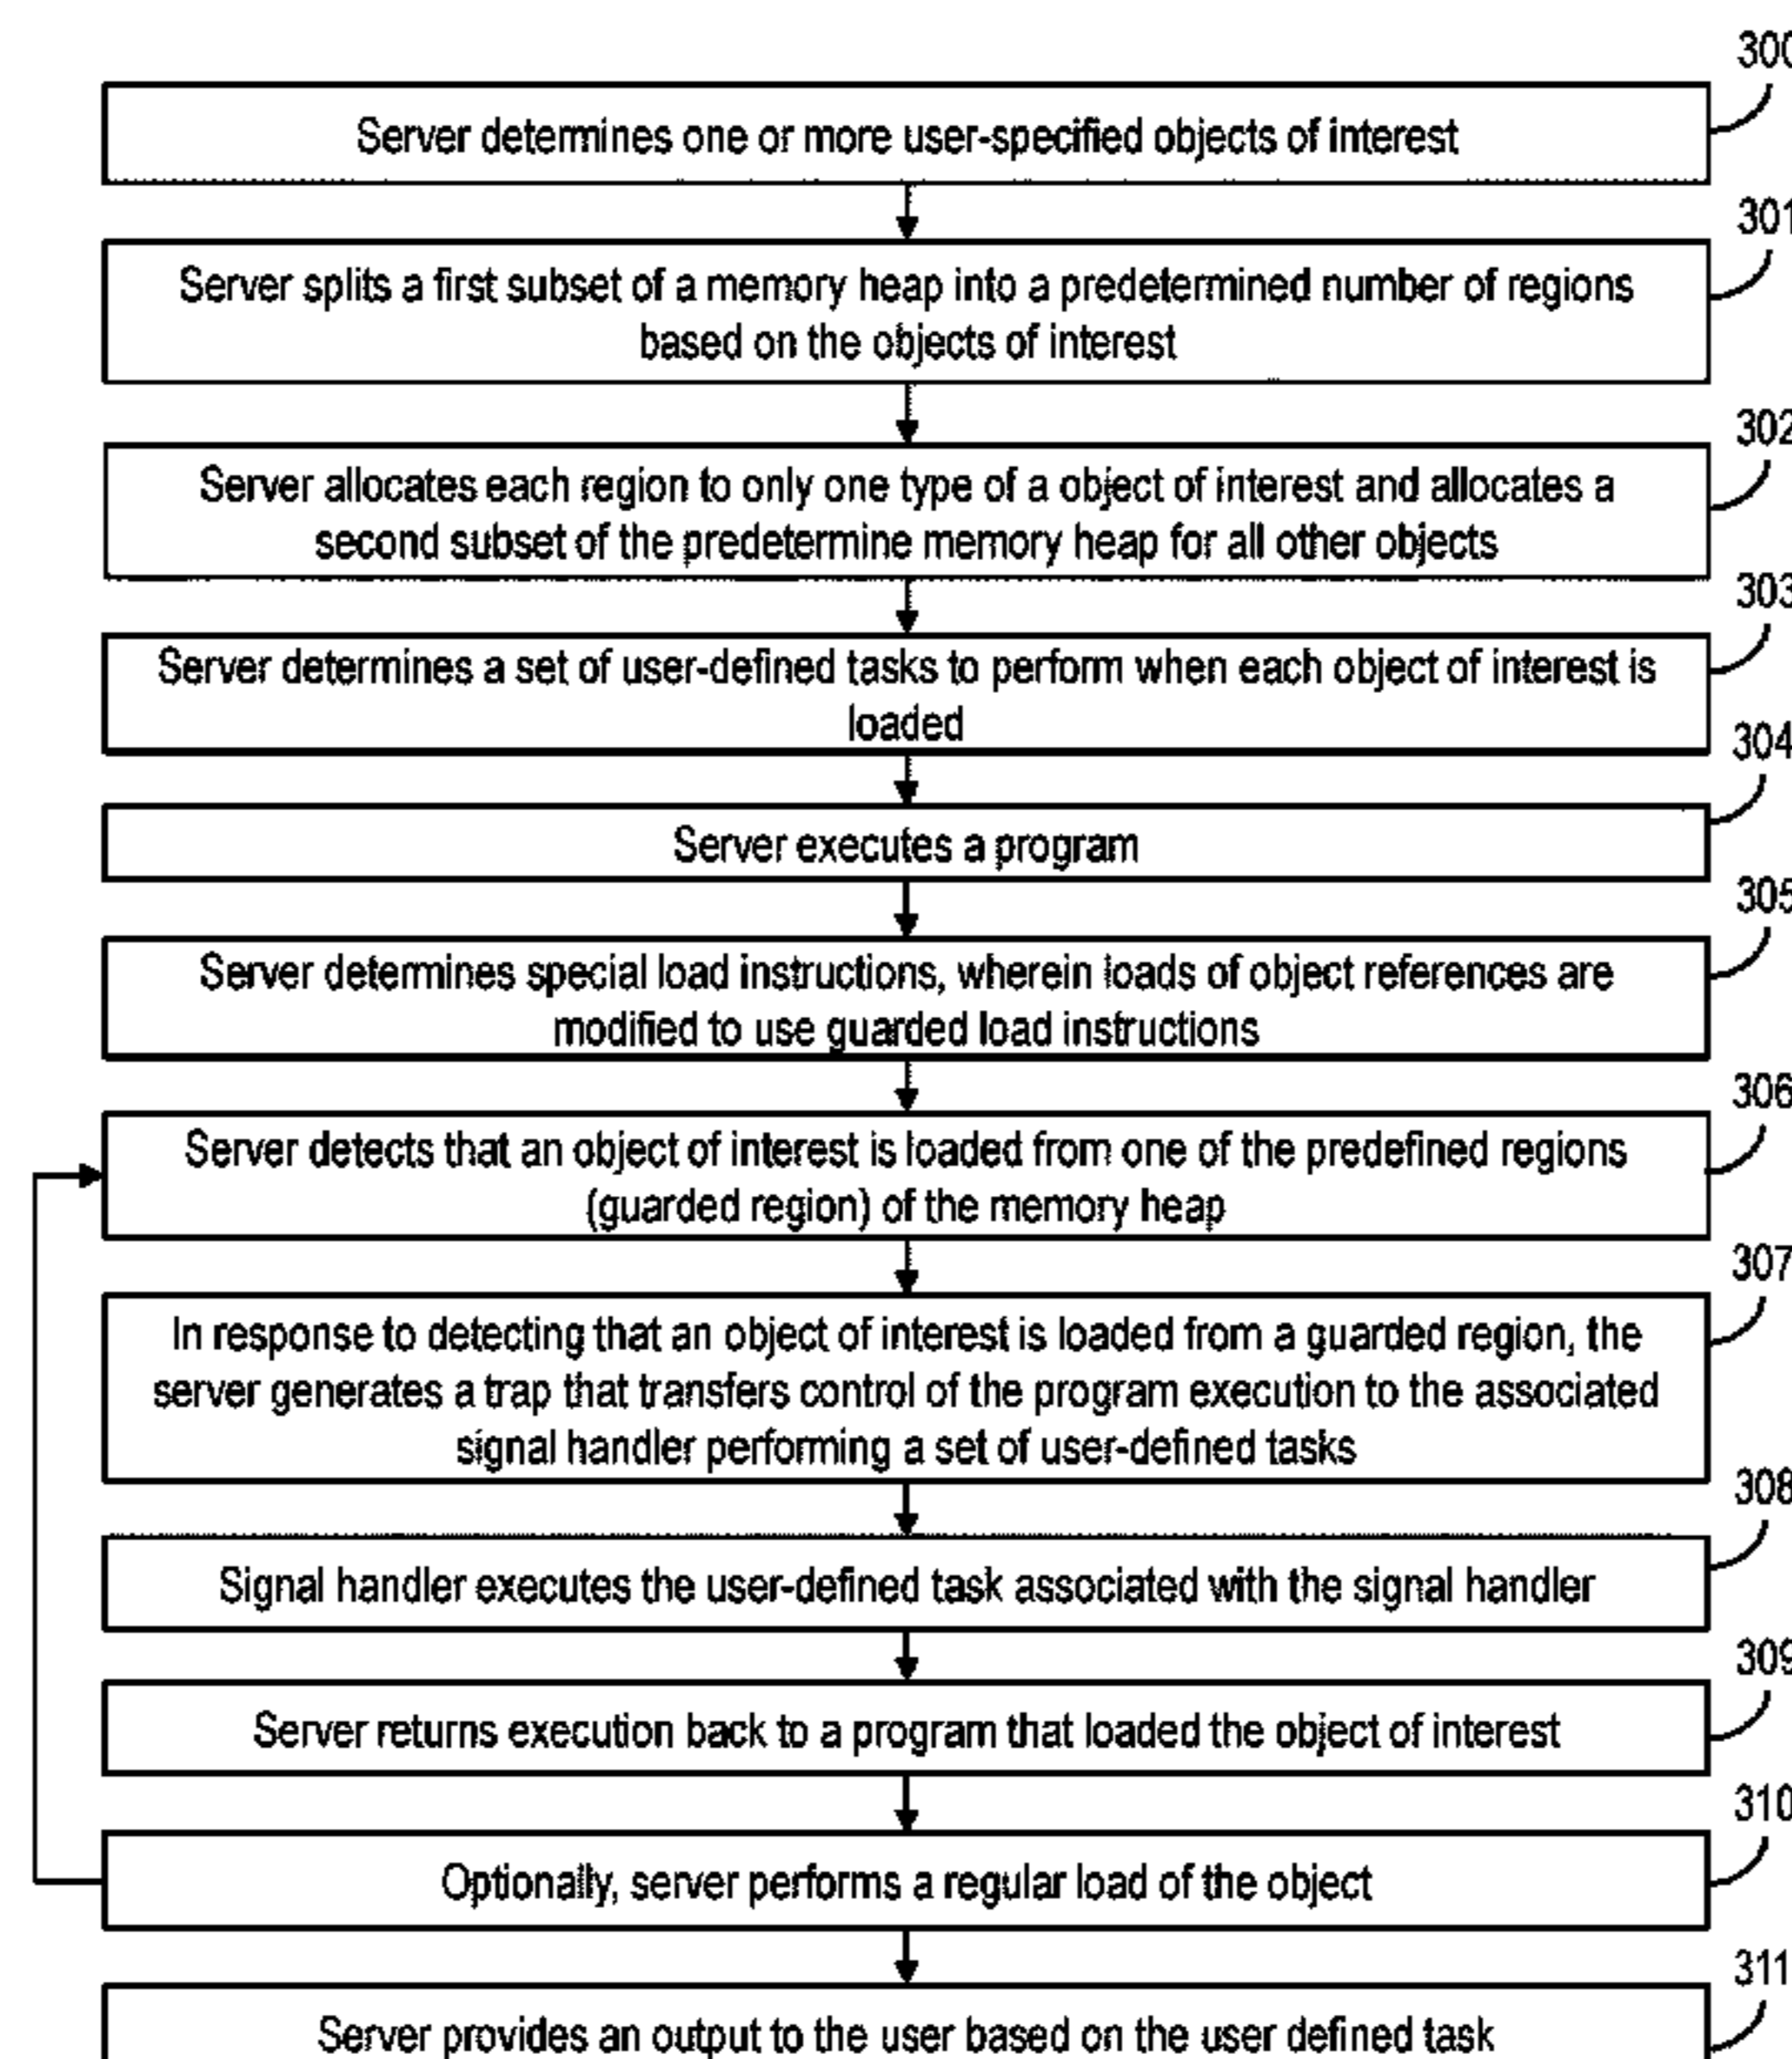 300
Server determines one or more user-specified objects of interest
301
Server splits a first subset of a memory heap into a predetermined number of regions
based on the objects of interest
302
Server allocates each region to only one type of a object of interest and allocates a
second subset of the predetermine memory heap for all other objects
303
Server determines a set of user-defined tasks to perform when each object of interest is
loaded
304
Server executes a program
305
Server determines special load instructions, wherein loads of object references are
modified to use guarded load instructions
306
Server detects that an object of interest is loaded from one of the predefined regions
(guarded region) of the memory heap
307
In response to detecting that an object of interest is loaded from a guarded region, the
server generates a trap that transfers control of the program execution to the associated
signal handler performing a set of user-defined tasks
308
Signal handler executes the user-defined task associated with the signal handler
309
Server returns execution back to a program that loaded the object of interest
310
Optionally, server performs a regular load of the object
311
Server provides an output to the user based on the user defined task